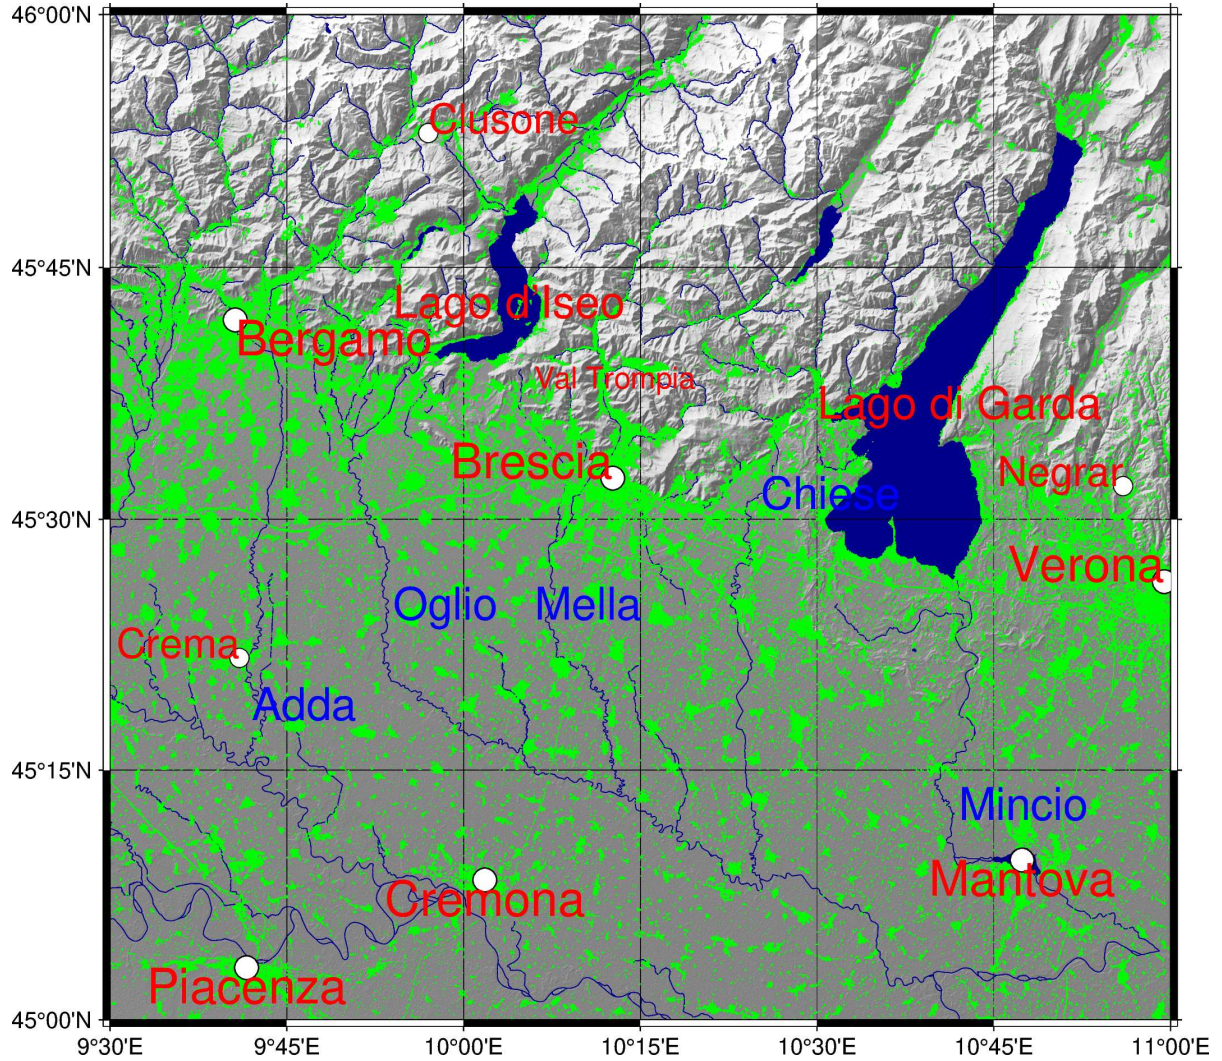 46°00'N
Clusone
45°45'N
Lago d'Iseo
Bergamo
Val Trompia
Lago di Garda
Brescia
Negrar
Chiese
45°30'N
Verona
Oglio
Mella
Crema
Adda
45°15'N
Mincio
Mantova
Cremona
Piacenza
45°00'N
9°30'E 9°45'E 10°00'E 10°15'E 10°30'E 10°45'E 11°00'E